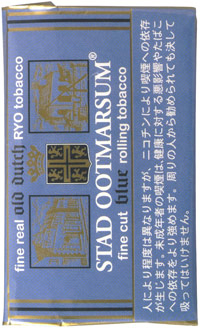 fine real old dutch RYO tobacco
STAD OOTMARSUM®
fine cut blue rolling tobacco
人により程度は異なりますが、ニコチンにより喫煙への依存
が生じます。未成年者の喫煙は、健康に対する悪影響やたばこ
への依存をより強めます。周りの人から勧められても決して
吸ってはいけません。